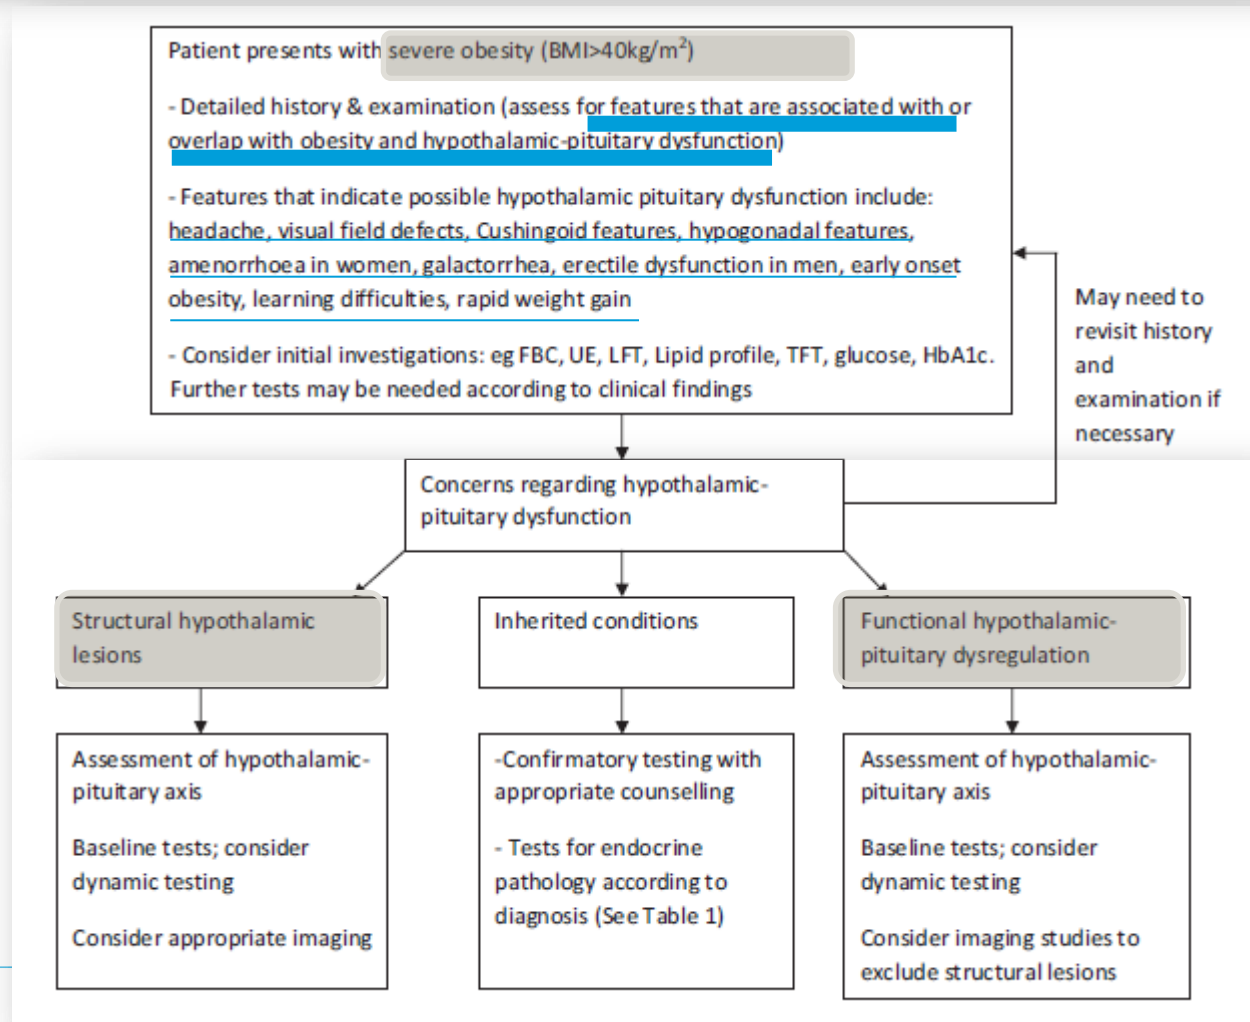 Patient presents with severe obesity (BMI>40kg/m²)
- Detailed history & examination (assess for features that are associated with or
overlap with obesity and hypothalamic-pituitary dysfunction)
- Features that indicate possible hypothalamic pituitary dysfunction include:
headache, visual field defects, Cushingoid features, hypogonadal features,
amenorrhoea in women, galactorrhea, erectile dysfunction in men, early onset
obesity, learning difficulties, rapid weight gain
- Consider initial investigations: eg FBC, UE, LFT, Lipid profile, TFT, glucose, HbA1c.
Further tests may be needed according to clinical findings
May need to
revisit history
and
examination if
necessary
Concerns regarding hypothalamic-
pituitary dysfunction
Structural hypothalamic
lesions
Inherited conditions
Functional hypothalamic-
pituitary dysregulation
Assessment of hypothalamic-
pituitary axis
Baseline tests; consider
dynamic testing
Consider appropriate imaging
-Confirmatory testing with
appropriate counselling
- Tests for endocrine
pathology according to
diagnosis (See Table 1)
Assessment of hypothalamic-
pituitary axis
Baseline tests; consider
dynamic testing
Consider imaging studies to
exclude structural lesions